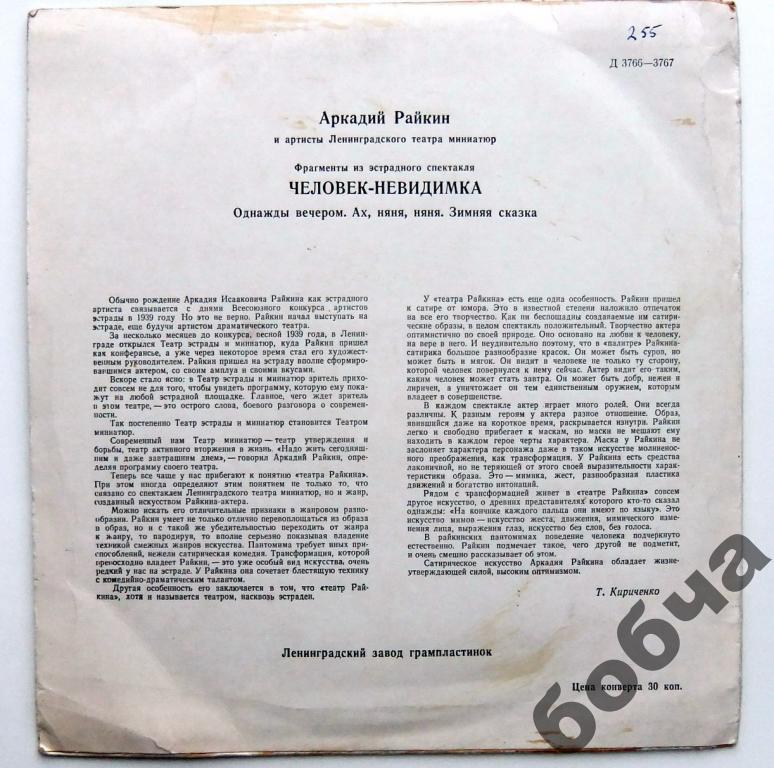 255
Д 3766—3767
Аркадий Райкин
и артисты Ленинградского театра миниатюр
Фрагменты из эстрадного спектакля
ЧЕЛОВЕК-НЕВИДИМКА
Однажды вечером. Ах, няня, няня. Зимняя сказка
Обычно рождение Аркадия Исааковича Райкина как эстрадного
артиста связывается с днями Всесоюзного конкурса артистов
эстрады в 1939 году Но это не верно. Райкин начал выступать на
эстраде, еще будучи артистом драматического театра.
За несколько месяцев до конкурса, весной 1939 года, в Ленин-
граде открылся Театр эстрады и миниатюр, куда Райкин пришел
как конферансье, а уже через некоторое время стал его художест-
венным руководителем. Райкин пришел на эстраду вполне сформиро-
вавшимся актером, со своим амплуа и своими вкусами.
Вскоре стало ясно: в Театр эстрады и миниатюр зритель прихо-
дит совсем не для того, чтобы увидеть программу, которую ему пока-
жут на любой эстрадной площадке. Главное, чего ждет зритель
в этом театре, — это острого слова, боевого разговора о современ-
ности.
Так постепенно Театр эстрады и миниатюр становится Театром
миниатюр.
Современный нам Театр миниатюр — театр утверждения и
борьбы, театр активного вторжения в жизнь. «Надо жить сегодняш-
ним и даже завтрашним днем», — говорил Аркадий Райкин, опреде-
ляя программу своего театра.
Теперь все чаще у нас прибегают к понятию «театра Райкина».
При этом иногда определяют этим понятием не только то, что
связано со спектаклем Ленинградского театра миниатюр, но и жанр,
созданный искусством Райкина-актера.
Можно искать его отличительные признаки в жанровом разно-
образии. Райкин умеет не только отлично перевоплощаться из образа
в образ, но и с такой же убедительностью переходить от жанра
к жанру, то пародируя, то вполне серьезно показывая владение
техникой смежных жанров искусства. Пантомима требует иных при-
способлений, нежели сатирическая комедия. Трансформация, которой
превосходно владеет Райкин, — это уже особый вид искусства, очень
редкий у нас на эстраде. У Райкина она сочетает блестящую технику
с комедийно-драматическим талантом.
Другая особенность его заключается в том, что «театр Рай-
кина», хотя и называется театром, насквозь эстраден.
У «театра Райкина» есть еще одна особенность. Райкин пришел
к сатире от юмора. Это в известной степени наложило отпечаток
на все его творчество. Как ни беспощадны создаваемые им сатири-
ческие образы, в целом спектакль положительный. Творчество актера
оптимистично по своей природе. Оно основано на любви к человеку,
на вере в него. И неудивительно поэтому, что в «палитре» Райкина-
сатирика большое разнообразие красок. Он может быть суров, но
может быть и мягок. Он видит в человеке не только ту сторону,
которой человек повернулся к нему сейчас. Актер видит его таким,
каким человек может стать завтра. Он может быть добр, нежен и
лиричен, а уничтожает он тем единственным оружием, которым
владеет в совершенстве.
В каждом спектакле актер играет много ролей. Они всегда
различны. К разным героям у актера разное отношение. Образ,
явившийся даже на короткое время, раскрывается изнутри. Райкин
легко и свободно прибегает к маскам, но маски не мешают ему
находить в каждом герое черты характера. Маска у Райкина не
заслоняет характера персонажа даже в таком искусстве молниенос-
ного преображения, как трансформация. У Райкина есть средства
лаконичной, но не теряющей от этого своей выразительности харак-
теристики образа. Это — мимика, жест, разнообразная пластика
движений и богатство интонаций.
Рядом с трансформацией живет в «театре Райкина» совсем
другое искусство, о древних представителях которого кто-то сказал
однажды: «На кончике каждого пальца они имеют по языку». Это
искусство мимов — искусство жеста, движения, мимического измене-
ния лица, выражения глаз, искусство без слов, без голоса.
В райкинских пантомимах поведение человека подчеркнуто
естественно. Райкин подмечает такое, чего другой не подметит,
и очень смешно рассказывает об этом.
Сатирическое искусство Аркадия Райкина обладает жизне-
утверждающей силой, высоким оптимизмом.
Т. Кириченко
Ленинградский завод грампластинок
Цена конверта 30 коп.
бобча